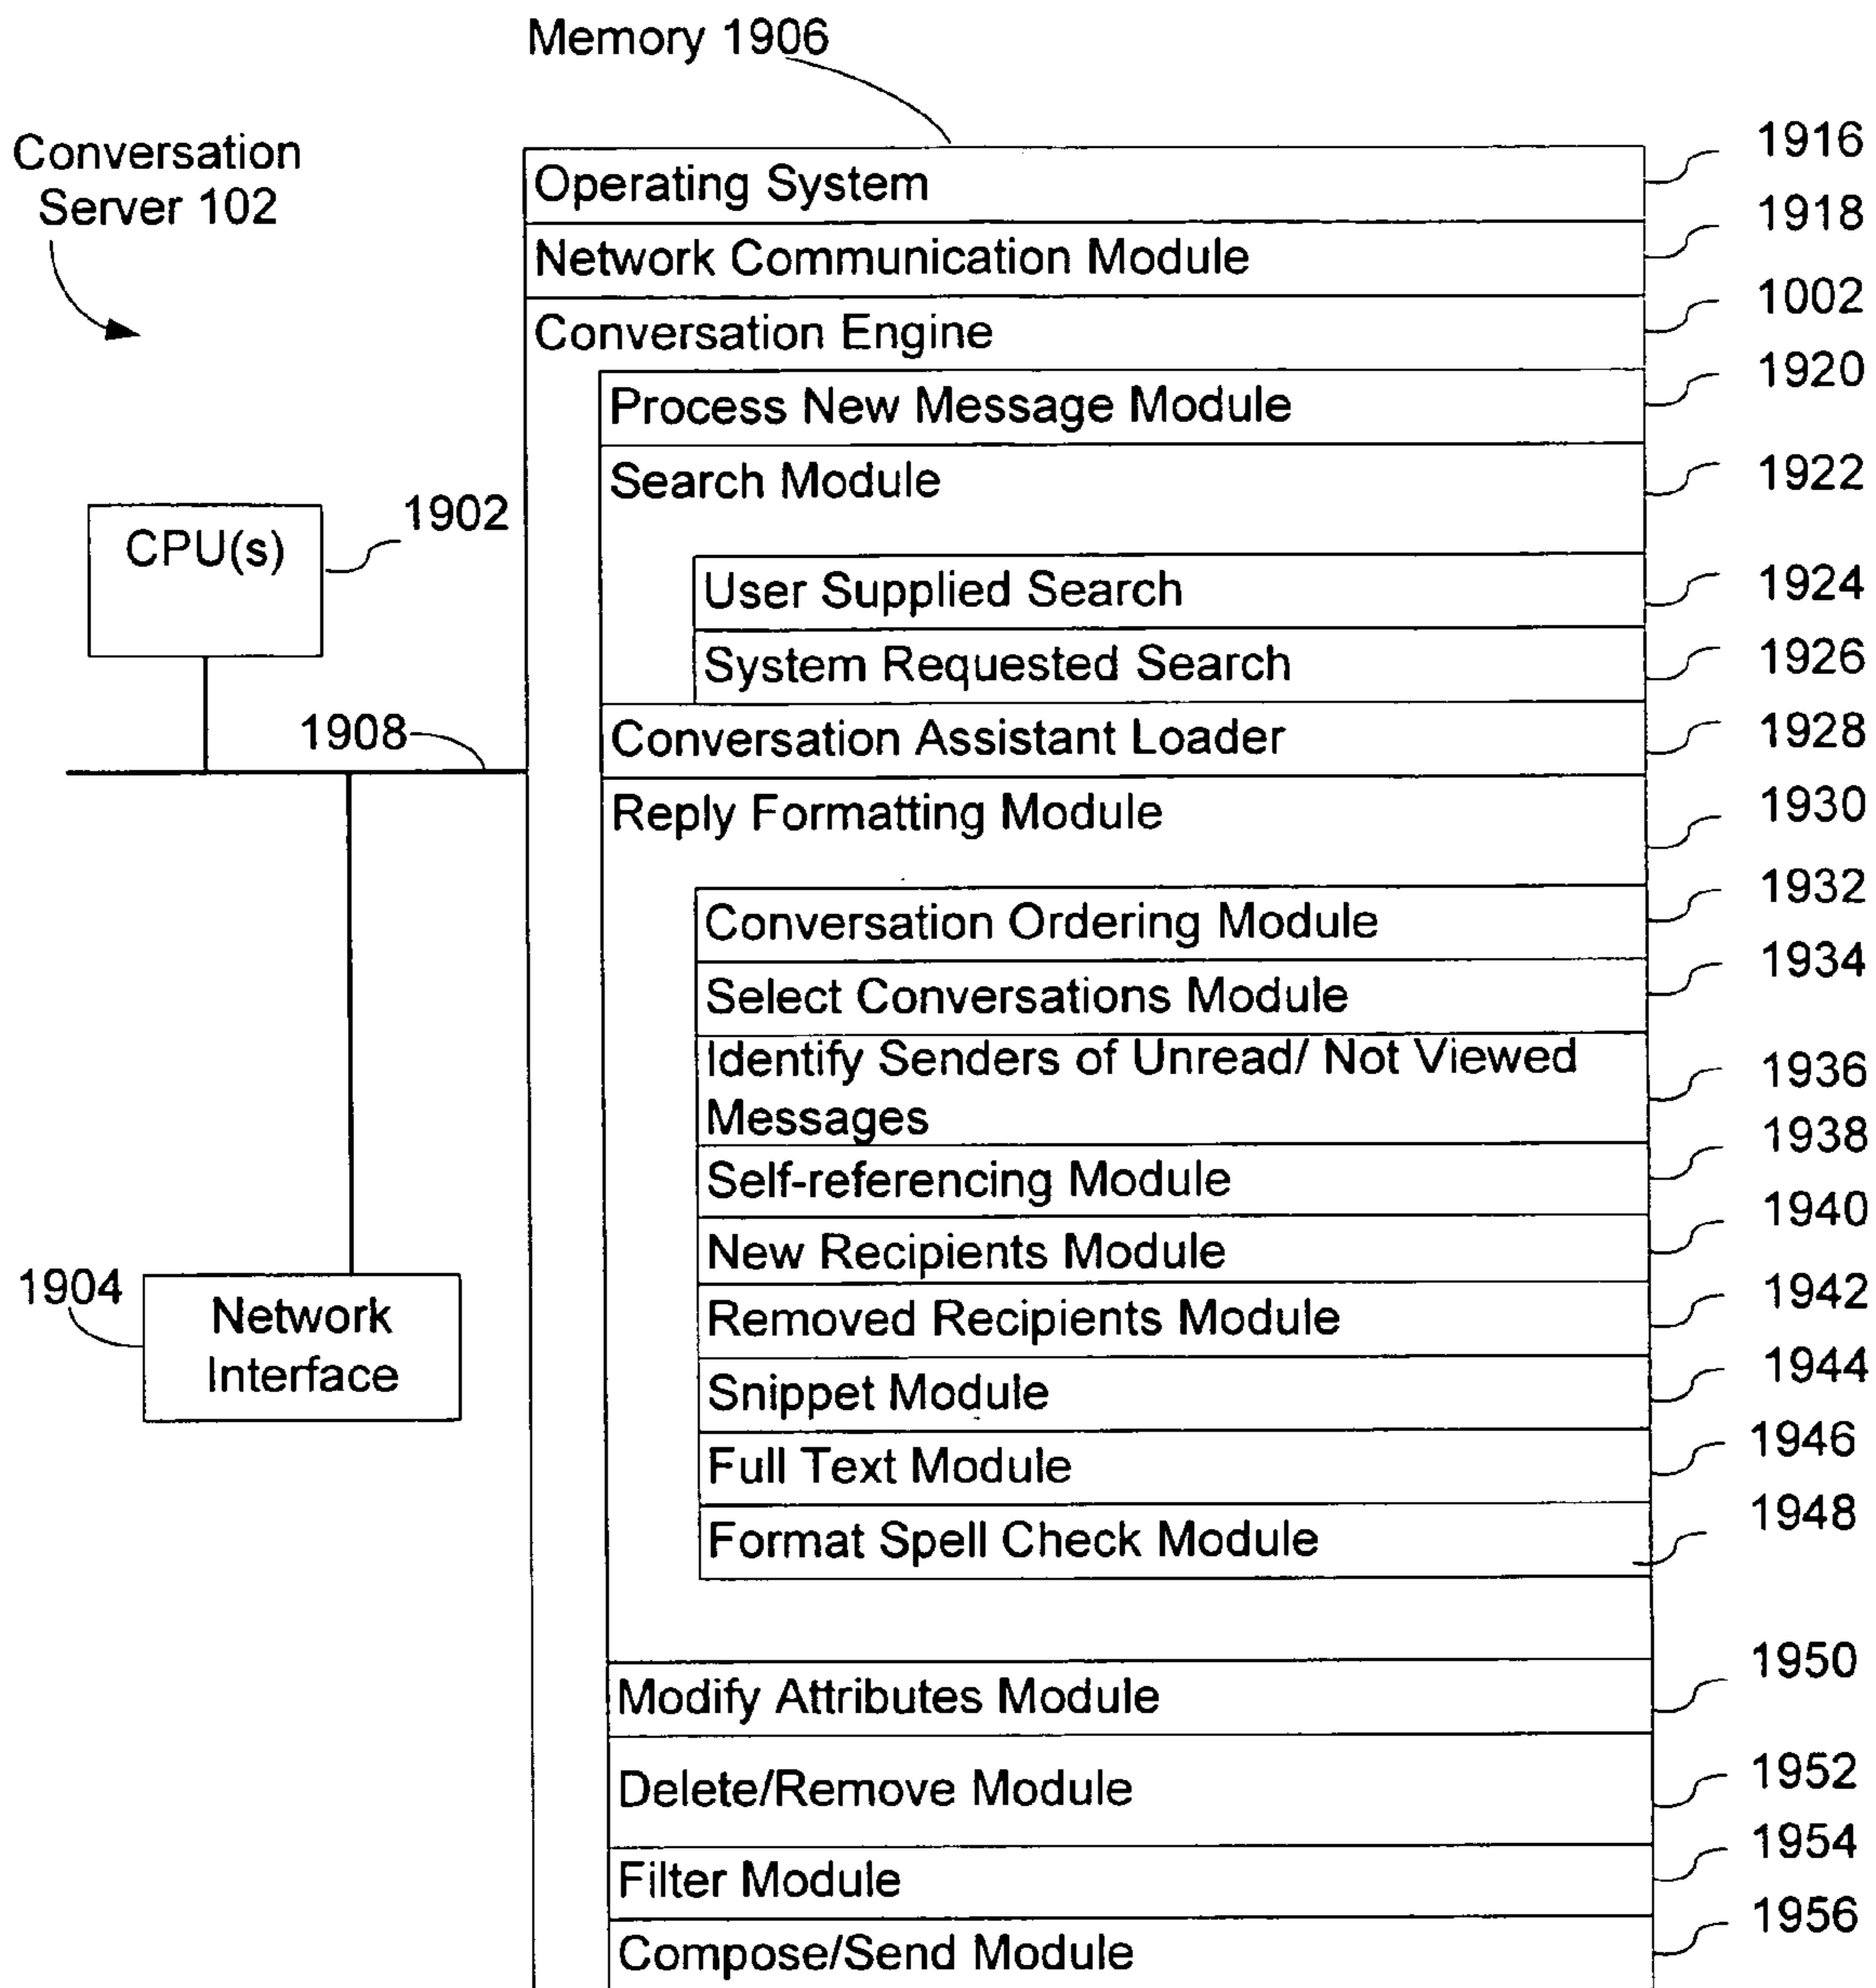 Memory 1906
Conversation
Server 102
Operating System
1916
Network Communication Module
1918
Conversation Engine
1002
Process New Message Module
1920
Search Module
1922
CPU(s)
1902
User Supplied Search
1924
System Requested Search
1926
1908
Conversation Assistant Loader
1928
Reply Formatting Module
1930
Conversation Ordering Module
1932
Select Conversations Module
1934
Identify Senders of Unread/ Not Viewed
Messages
1936
Self-referencing Module
1938
New Recipients Module
1940
1904
Network
Interface
Removed Recipients Module
1942
Snippet Module
1944
Full Text Module
1946
Format Spell Check Module
1948
Modify Attributes Module
1950
Delete/Remove Module
1952
Filter Module
1954
Compose/Send Module
1956